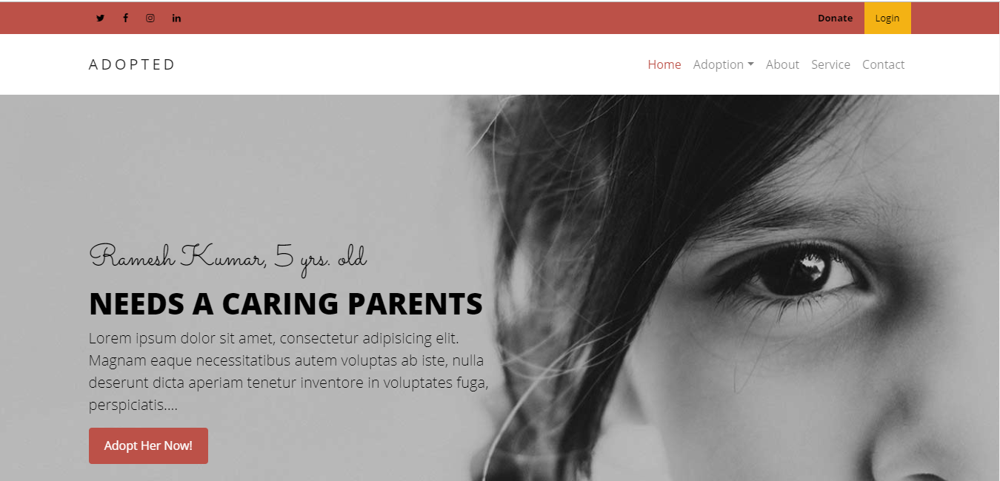 Donate Login
ADOPTED
Home Adoption About Service Contact
Ramesh Kumar, 5 yrs. old
NEEDS A CARING PARENTS
Lorem ipsum dolor sit amet, consectetur adipisicing elit.
Magnam eaque necessitatibus autem voluptas ab iste, nulla
deserunt dicta aperiam tenetur inventore in voluptates fuga,
perspiciatis....
Adopt Her Now!